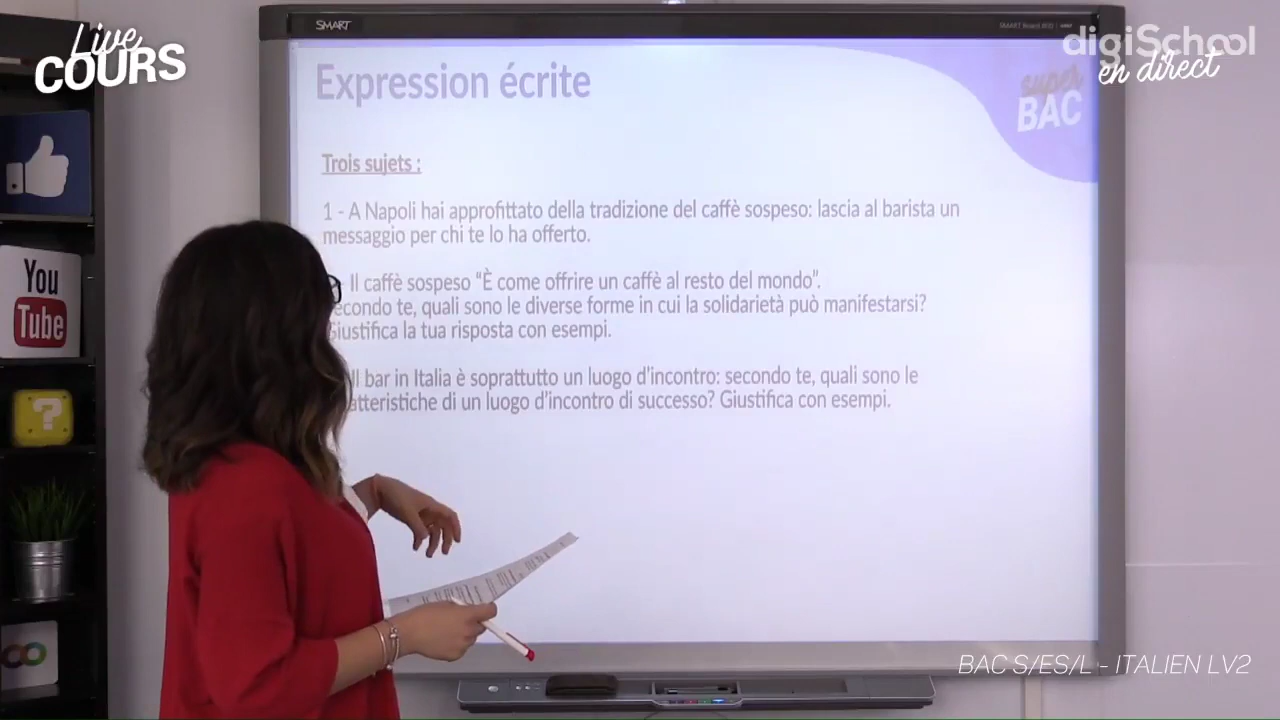 Live
COURS
SMART
digiSchool
en direct
super
BAC
Expression écrite
Trois sujets :
1 - A Napoli hai approfittato della tradizione del caffè sospeso: lascia al barista un
messaggio per chi te lo ha offerto.
- Il caffè sospeso “È come offrire un caffè al resto del mondo”.
econdo te, quali sono le diverse forme in cui la solidarietà può manifestarsi?
Giustifica la tua risposta con esempi.
Il bar in Italia è soprattutto un luogo d’incontro: secondo te, quali sono le
atteristiche di un luogo d’incontro di successo? Giustifica con esempi.
You
Tube
?
BAC S/ES/L - ITALIEN LV2